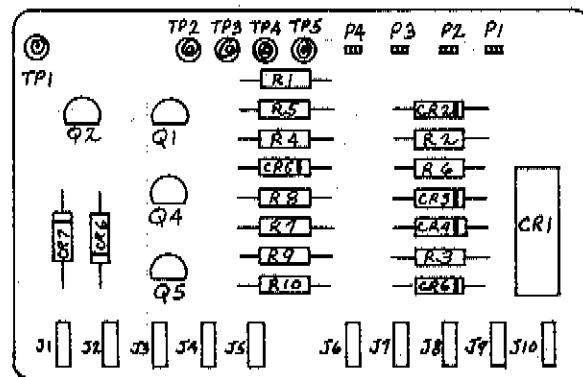 TP2 TP3 TP4 TP5 P4 P3 P2 P1
TP1
R1
Q2 Q1 R5 CR2
R4 R2
CR5 R6
Q4 R8 CR3
CR7 CR6 R7 CR4 CR1
R9 R3
Q5 R10 CR6
J1 J2 J3 J4 J5 J6 J7 J8 J9 J10